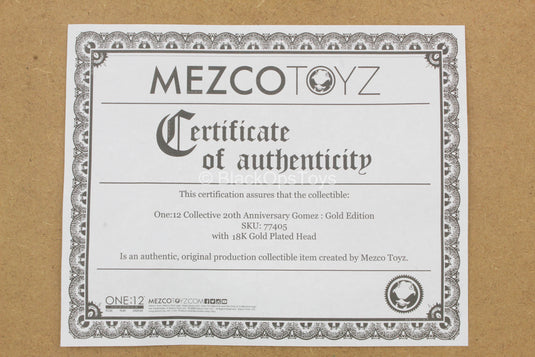 MEZCOTOYZ
Certificate
of authenticity
© BlackOpsToys
This certification assures that the collectible:
One:12 Collective 20th Anniversary Gomez : Gold Edition
SKU: 77405
with 18K Gold Plated Head
Is an authentic, original production collectible item created by Mezco Toyz.
ONE:12
MEZCOTOYZ.COM